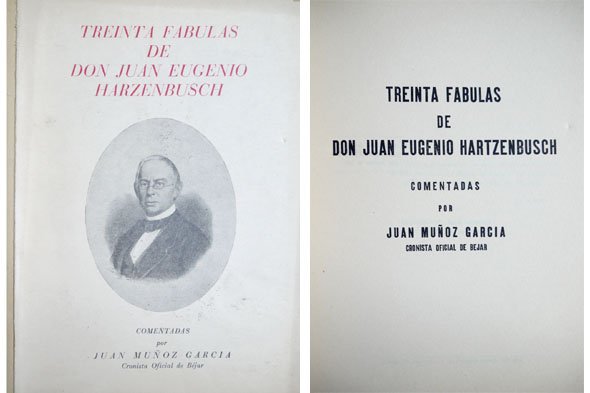 TREINTA FABULAS
DE
DON JUAN EUGENIO
HARZENBUSCH
COMENTADAS
por
JUAN MUÑOZ GARCIA
Cronista Oficial de Béjar
TREINTA FABULAS
DE
DON JUAN EUGENIO HARTZENBUSCH
COMENTADAS
POR
JUAN MUÑOZ GARCIA
CRONISTA OFICIAL DE BEJAR